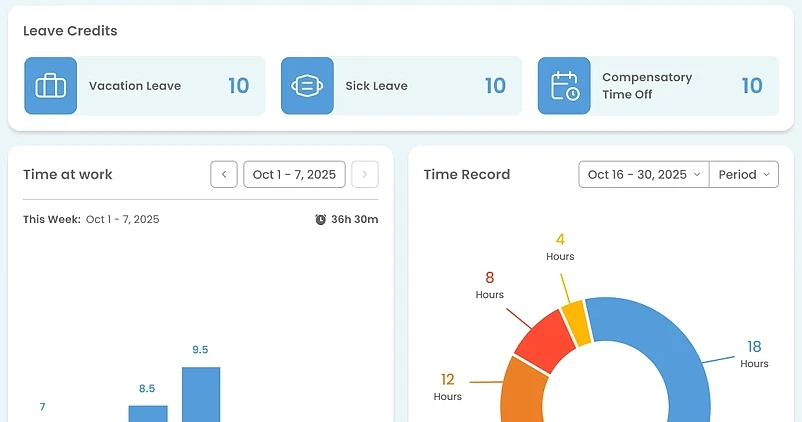 Leave Credits
Vacation Leave 10
Sick Leave 10
Compensatory
Time Off 10
Time at work
Oct 1 - 7, 2025
This Week: Oct 1 - 7, 2025
36h 30m
9.5
8.5
7
Time Record
Oct 16 - 30, 2025
Period
4
Hours
8
Hours
18
Hours
12
Hours